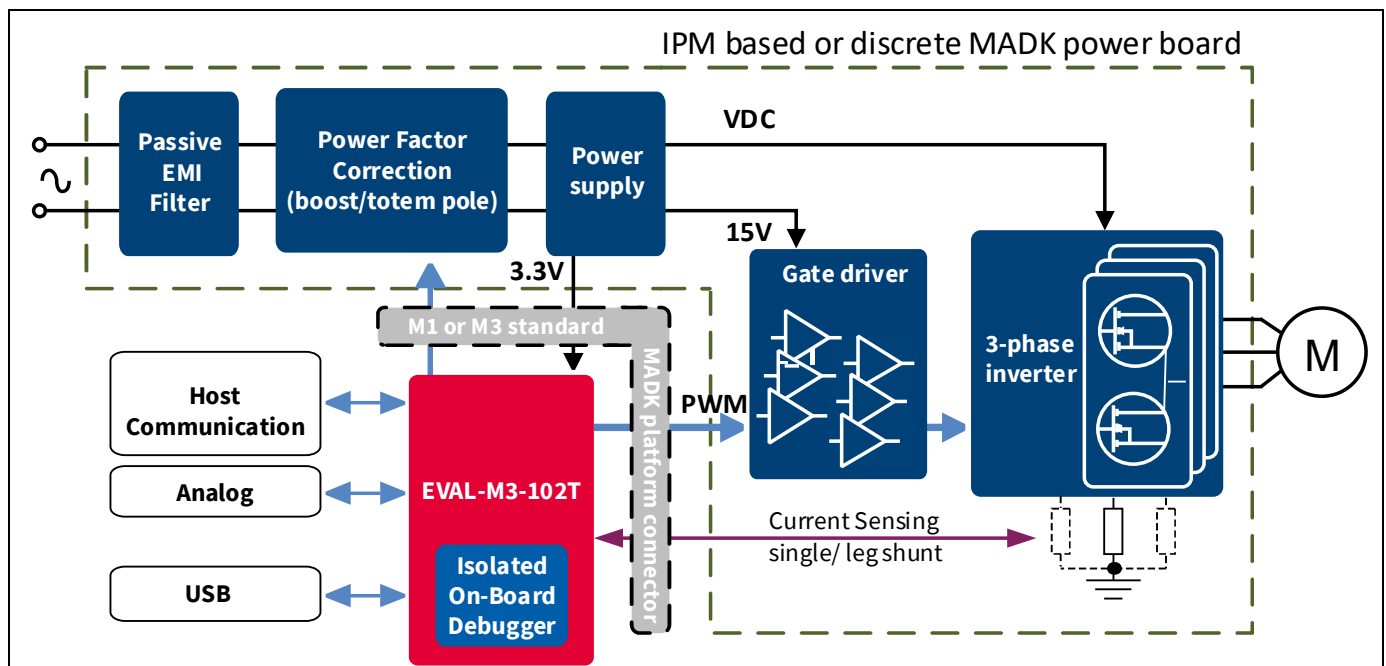 IPM based or discrete MADK power board
Passive
EMI
Filter
Power Factor
Correction
(boost/totem pole)
Power
supply
VDC
15V
3.3V
Gate driver
3-phase
inverter
M
M1 or M3 standard
MADK platform connector
PWM
Host
Communication
Analog
USB
EVAL-M3-102T
Isolated
On-Board
Debugger
Current Sensing
single/ leg shunt